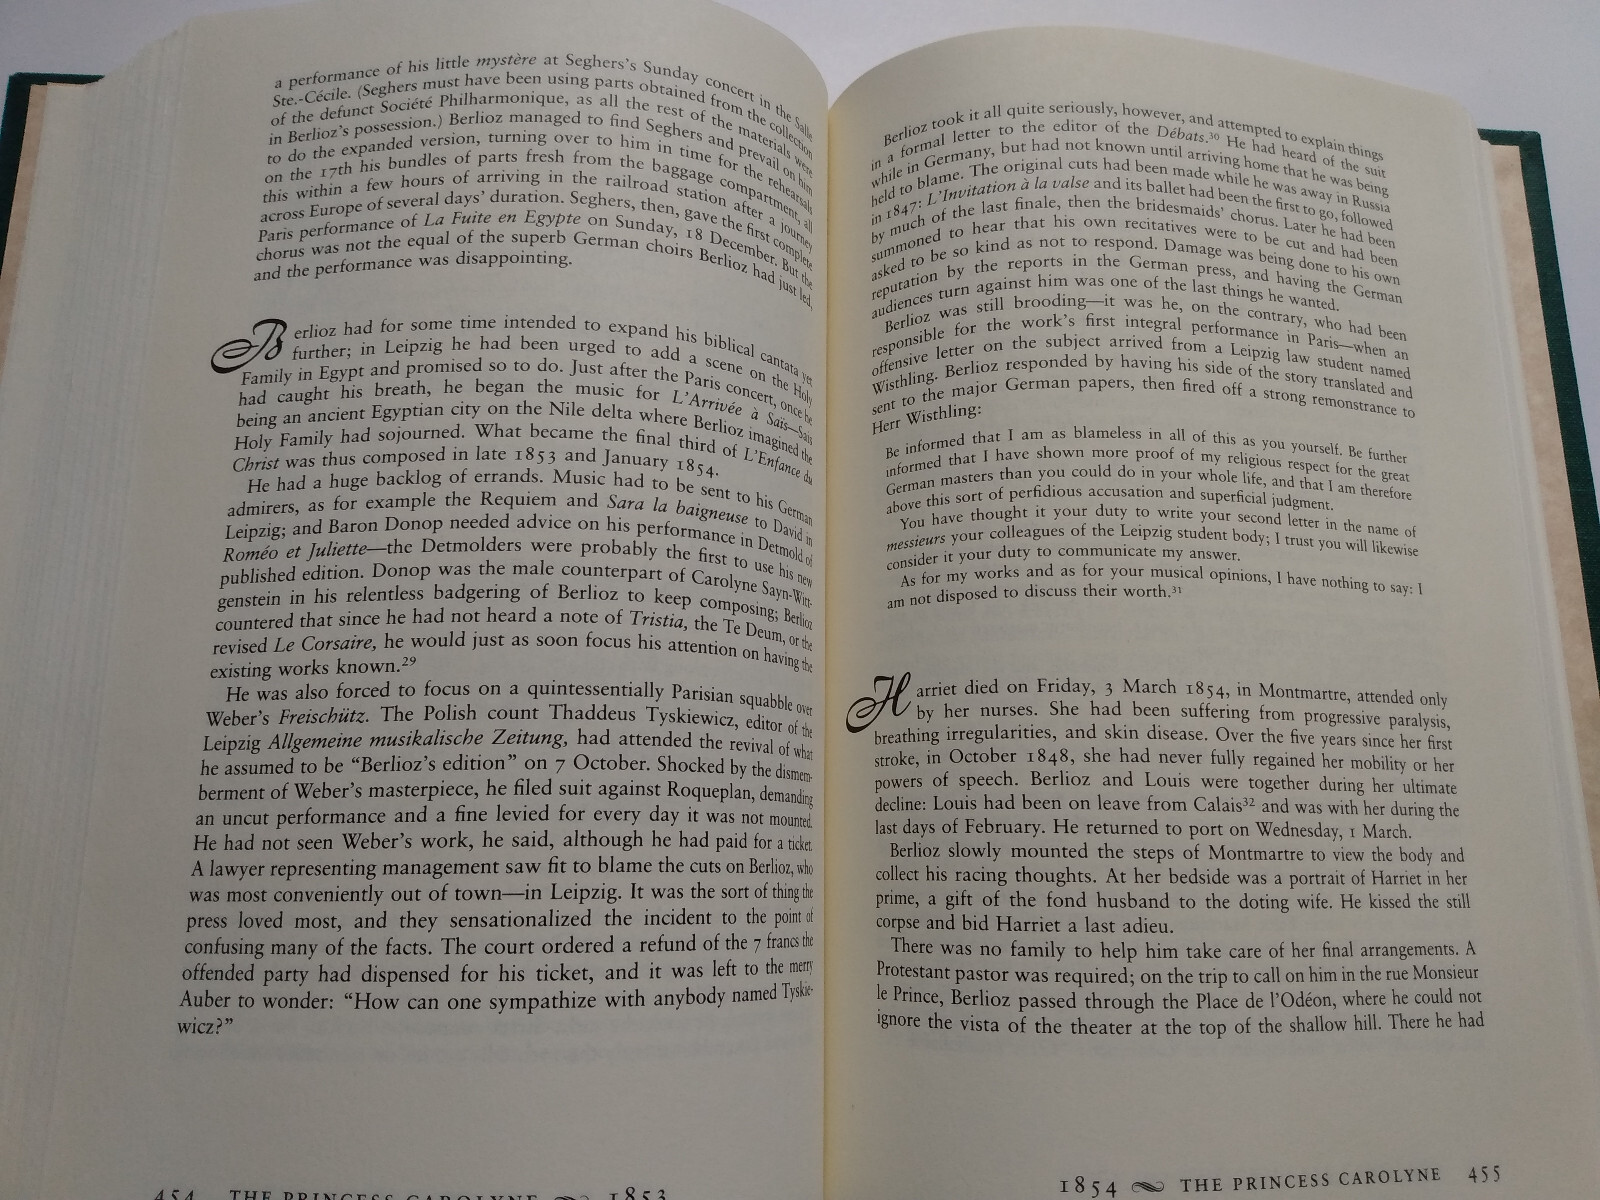 a performance of his little mystère at Seghers's Sunday concert in the Salle
Ste.-Cécile. (Seghers must have been using parts obtained from the collection
of the defunct Société Philharmonique, as all the rest of the materials were
in Berlioz's possession.) Berlioz managed to find Seghers and prevail on him
to do the expanded version, turning over to him in time for the rehearsals
on the 17th his bundles of parts fresh from the baggage compartment, all
this within a few hours of arriving in the railroad station after a journey
across Europe of several days' duration. Seghers, then, gave the first complete
Paris performance of La Fuite en Egypte on Sunday, 18 December. But the
chorus was not the equal of the superb German choirs Berlioz had just led,
and the performance was disappointing.
Berlioz had for some time intended to expand his biblical cantata yet
further; in Leipzig he had been urged to add a scene on the Holy
Family in Egypt and promised so to do. Just after the Paris concert, once he
had caught his breath, he began the music for L'Arrivée à Saïs—Sais
being an ancient Egyptian city on the Nile delta where Berlioz imagined the
Holy Family had sojourned. What became the final third of L'Enfance du
Christ was thus composed in late 1853 and January 1854.
He had a huge backlog of errands. Music had to be sent to his German
admirers, as for example the Requiem and Sara la baigneuse to David in
Leipzig; and Baron Donop needed advice on his performance in Detmold of
Roméo et Juliette—the Detmolders were probably the first to use his new
published edition. Donop was the male counterpart of Carolyne Sayn-Witt-
genstein in his relentless badgering of Berlioz to keep composing; Berlioz
countered that since he had not heard a note of Tristia, the Te Deum, or the
revised Le Corsaire, he would just as soon focus his attention on having the
existing works known.29
He was also forced to focus on a quintessentially Parisian squabble over
Weber's Freischütz. The Polish count Thaddeus Tyskiewicz, editor of the
Leipzig Allgemeine musikalische Zeitung, had attended the revival of what
he assumed to be “Berlioz's edition” on 7 October. Shocked by the dismem-
berment of Weber's masterpiece, he filed suit against Roqueplan, demanding
an uncut performance and a fine levied for every day it was not mounted.
He had not seen Weber's work, he said, although he had paid for a ticket.
A lawyer representing management saw fit to blame the cuts on Berlioz, who
was most conveniently out of town—in Leipzig. It was the sort of thing the
press loved most, and they sensationalized the incident to the point of
confusing many of the facts. The court ordered a refund of the 7 francs the
offended party had dispensed for his ticket, and it was left to the merry
Auber to wonder: “How can one sympathize with anybody named Tyskie-
wicz?”
454 THE PRINCESS CAROLYNE 1853
Berlioz took it all quite seriously, however, and attempted to explain things
in a formal letter to the editor of the Débats.30 He had heard of the suit
while in Germany, but had not known until arriving home that he was being
held to blame. The original cuts had been made while he was away in Russia
in 1847: L'Invitation à la valse and its ballet had been the first to go, followed
by much of the last finale, then the bridesmaids' chorus. Later he had been
summoned to hear that his own recitatives were to be cut and had been
asked to be so kind as not to respond. Damage was being done to his own
reputation by the reports in the German press, and having the German
audiences turn against him was one of the last things he wanted.
Berlioz was still brooding—it was he, on the contrary, who had been
responsible for the work's first integral performance in Paris—when an
offensive letter on the subject arrived from a Leipzig law student named
Wisthling. Berlioz responded by having his side of the story translated and
sent to the major German papers, then fired off a strong remonstrance to
Herr Wisthling:
Be informed that I am as blameless in all of this as you yourself. Be further
informed that I have shown more proof of my religious respect for the great
German masters than you could do in your whole life, and that I am therefore
above this sort of perfidious accusation and superficial judgment.
You have thought it your duty to write your second letter in the name of
messieurs your colleagues of the Leipzig student body; I trust you will likewise
consider it your duty to communicate my answer.
As for my works and as for your musical opinions, I have nothing to say: I
am not disposed to discuss their worth.31
Harriet died on Friday, 3 March 1854, in Montmartre, attended only
by her nurses. She had been suffering from progressive paralysis,
breathing irregularities, and skin disease. Over the five years since her first
stroke, in October 1848, she had never fully regained her mobility or her
powers of speech. Berlioz and Louis were together during her ultimate
decline: Louis had been on leave from Calais32 and was with her during the
last days of February. He returned to port on Wednesday, 1 March.
Berlioz slowly mounted the steps of Montmartre to view the body and
collect his racing thoughts. At her bedside was a portrait of Harriet in her
prime, a gift of the fond husband to the doting wife. He kissed the still
corpse and bid Harriet a last adieu.
There was no family to help him take care of her final arrangements. A
Protestant pastor was required; on the trip to call on him in the rue Monsieur
le Prince, Berlioz passed through the Place de l'Odéon, where he could not
ignore the vista of the theater at the top of the shallow hill. There he had
1854 THE PRINCESS CAROLYNE 455